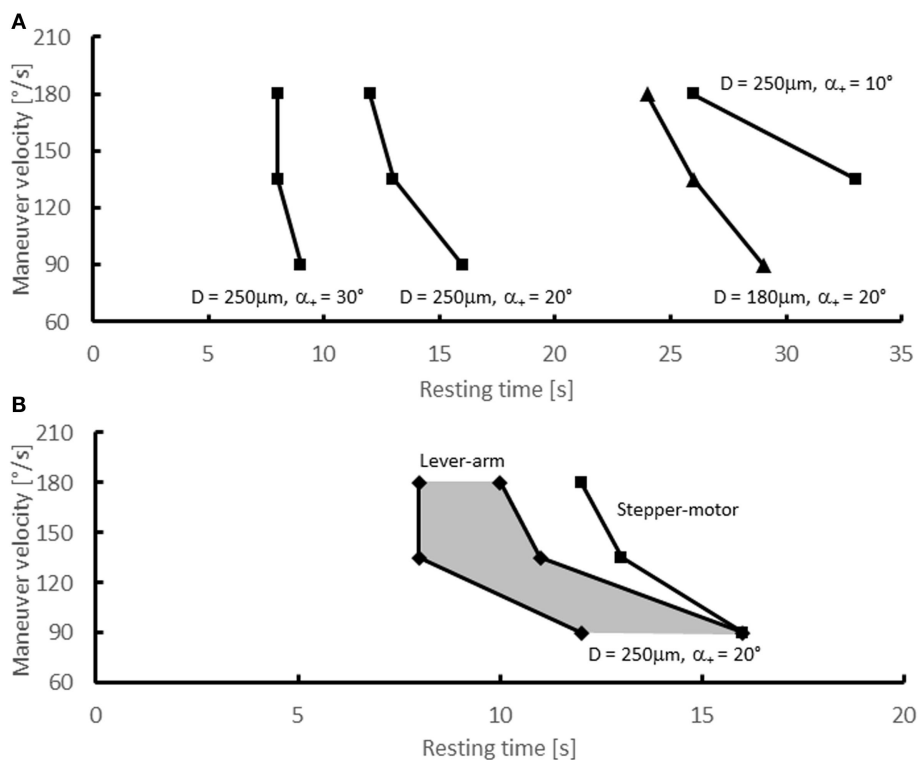 A
Maneuver velocity [°/s]
210
180
150
120
90
60
D = 250μm, α+ = 10°
D = 250μm, α+ = 30°
D = 250μm, α+ = 20°
D = 180μm, α+ = 20°
0
5
10
15
20
25
30
35
Resting time [s]
B
Maneuver velocity [°/s]
210
180
150
120
90
60
Lever-arm
Stepper-motor
D = 250μm, α+ = 20°
0
5
10
15
20
Resting time [s]